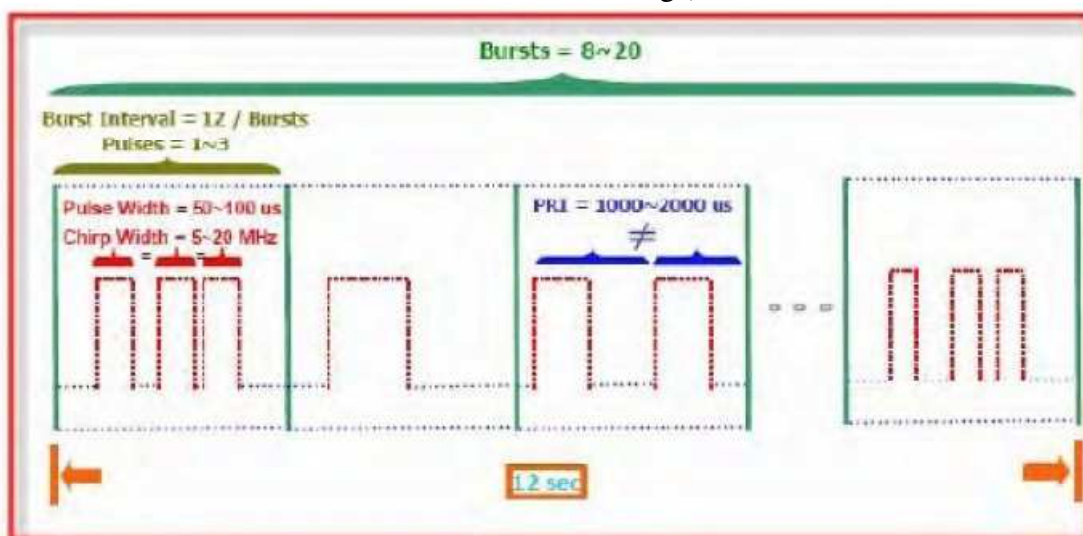 Bursts = 8~20
Burst Interval = 12 / Bursts
Pulses = 1~3
Pulse Width = 50~100 us
Chirp Width = 5~20 MHz
= =
PRI = 1000~2000 us
≠
12 sec